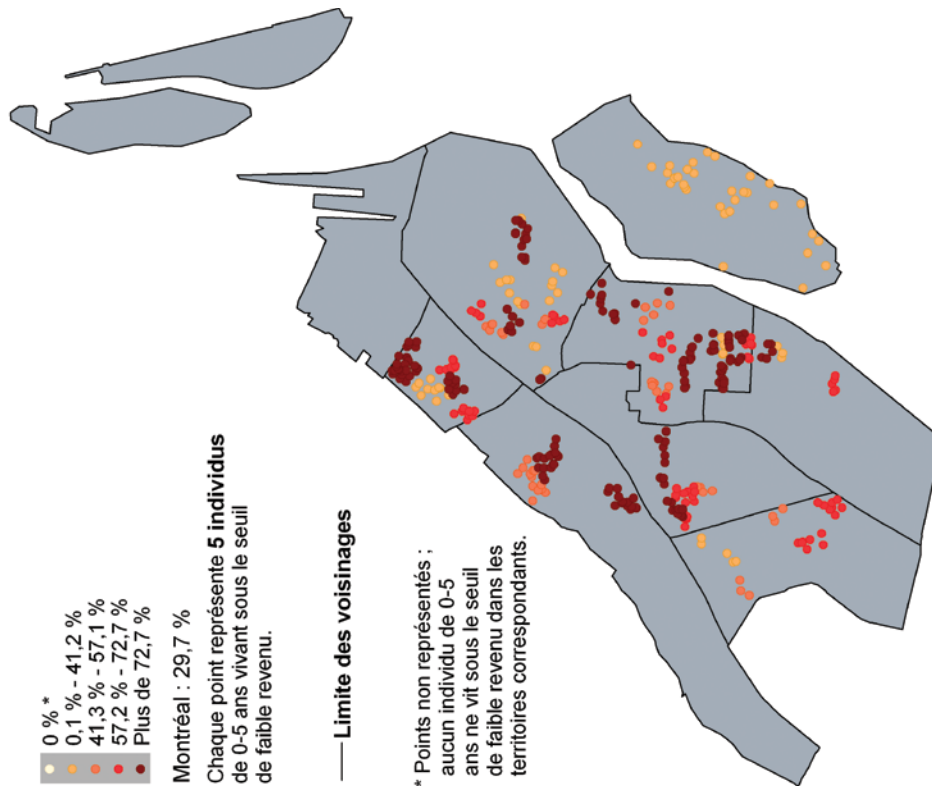 0 % *
0,1 % - 41,2 %
41,3 % - 57,1 %
57,2 % - 72,7 %
Plus de 72,7 %
Montréal : 29,7 %
Chaque point représente 5 individus
de 0-5 ans vivant sous le seuil
de faible revenu.
Limite des voisinages
* Points non représentés ;
aucun individu de 0-5
ans ne vit sous le seuil
de faible revenu dans les
territoires correspondants.